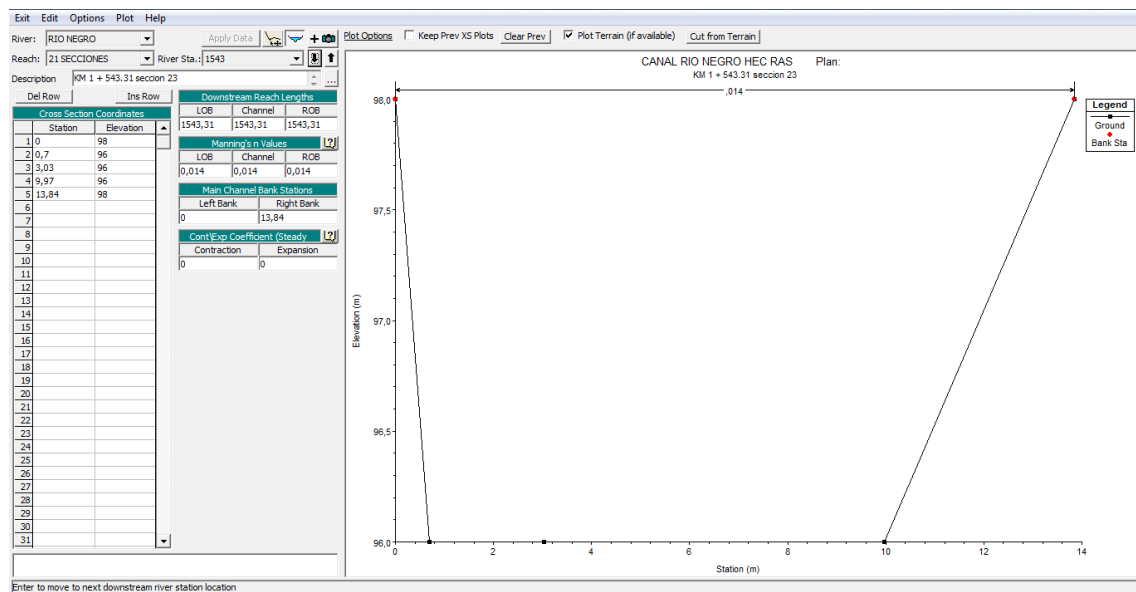 Exit Edit Options Plot Help
River: RIO NEGRO Apply Data + Plot Options Keep Prev XS Plots Clear Prev Plot Terrain (if available) Cut from Terrain
Reach: 21 SECCIONES River Sta.: 1543
Description KM 1 + 543.31 seccion 23 ...
Del Row Ins Row
Cross Section Coordinates
Station Elevation
1 0 98
2 0,7 96
3 3,03 96
4 9,97 96
5 13,84 98
6
7
8
9
10
11
12
13
14
15
16
17
18
19
20
21
22
23
24
25
26
27
28
29
30
31
Downstream Reach Lengths
LOB Channel ROB
1543,31 1543,31 1543,31
Manning's n Values ?
LOB Channel ROB
0,014 0,014 0,014
Main Channel Bank Stations
Left Bank Right Bank
0 13,84
Cont\Exp Coefficient (Steady ?
Contraction Expansion
0 0
CANAL RIO NEGRO HEC RAS Plan:
KM 1 + 543.31 seccion 23
,014
98,0
97,5
97,0
96,5
96,0
Elevation (m)
0 2 4 6 8 10 12 14
Station (m)
Legend
Ground
Bank Sta
Enter to move to next downstream river station location